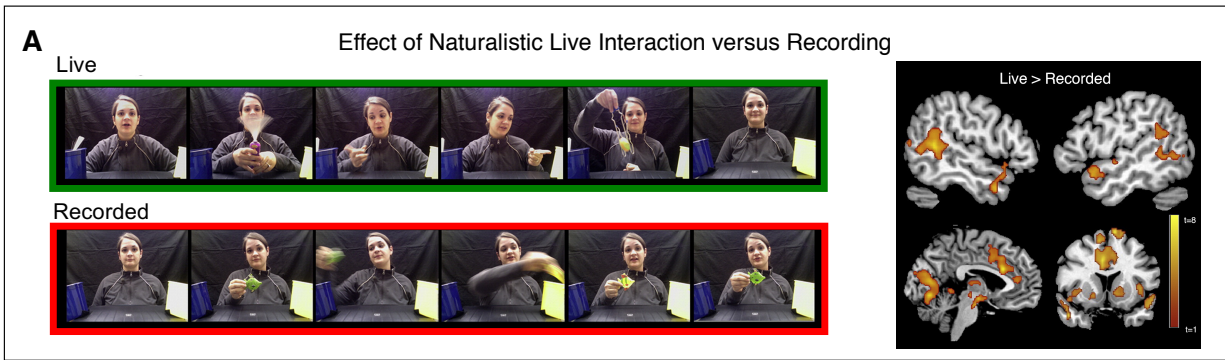 A
Effect of Naturalistic Live Interaction versus Recording
Live
Live > Recorded
Recorded
t=8
t=1